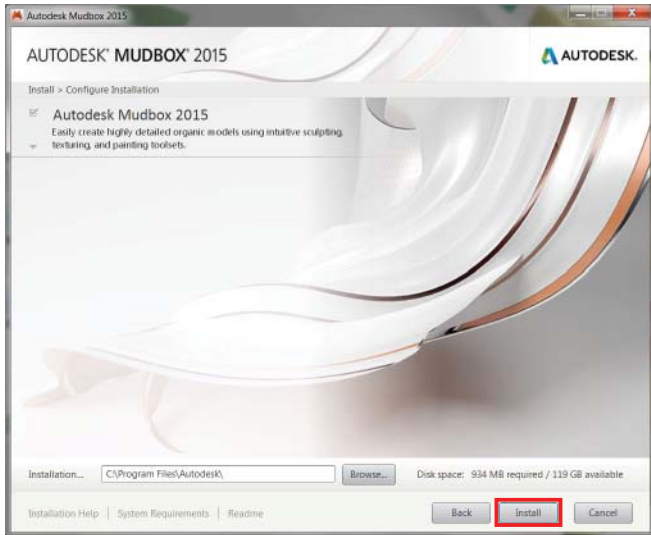 Autodesk Mudbox 2015
AUTODESK® MUDBOX® 2015
AUTODESK.
Install > Configure Installation
Autodesk Mudbox 2015
Easily create highly detailed organic models using intuitive sculpting,
texturing, and painting toolsets.
Installation... C:\Program Files\Autodesk\ Browse... Disk space: 934 MB required / 119 GB available
Installation Help | System Requirements | Readme Back Install Cancel